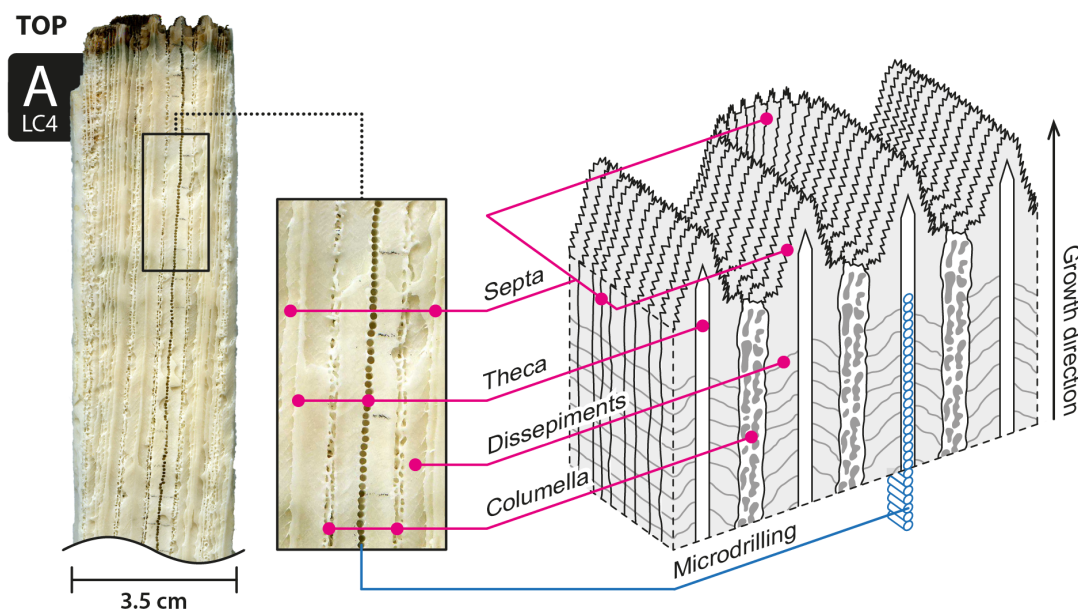 TOP
A
LC4
Septa
Theca
Dissepiments
Columella
Microdrilling
Growth direction
3.5 cm